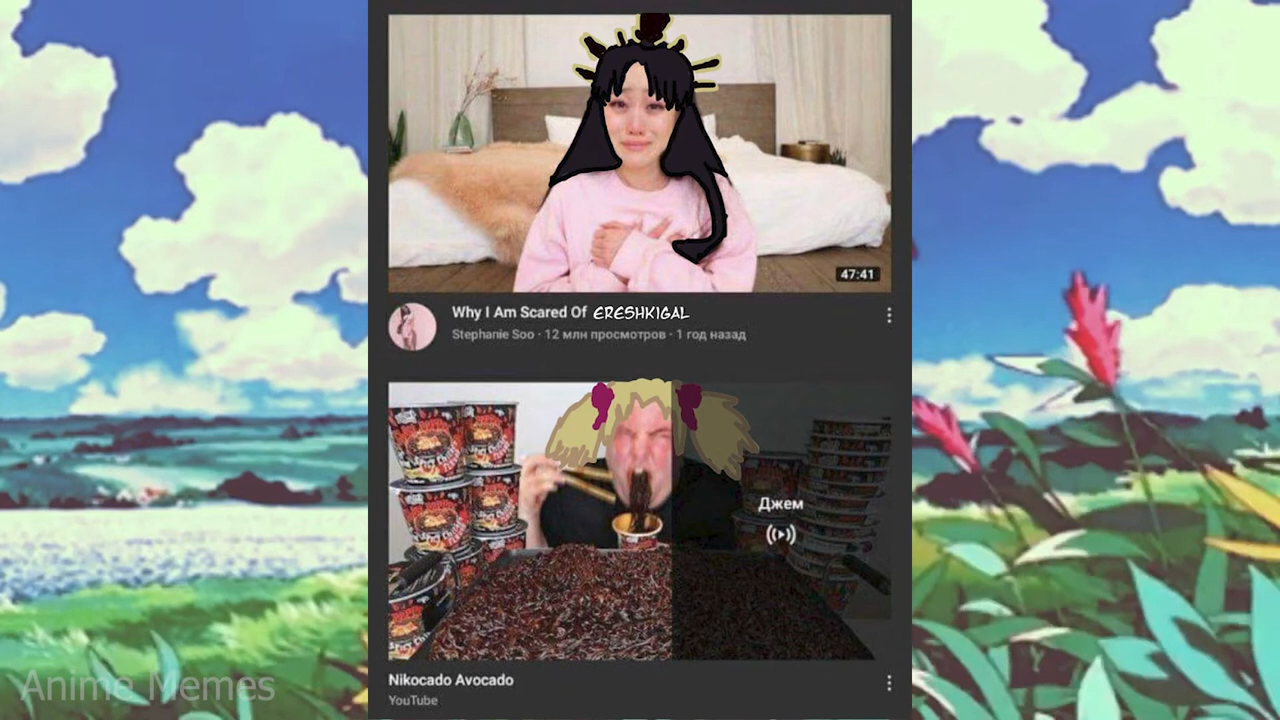 47:41
Why I Am Scared Of ERESHKIGAL
Stephanie Soo · 12 млн просмотров · 1 год назад
Джем
Nikocado Avocado
YouTube
Anime Memes